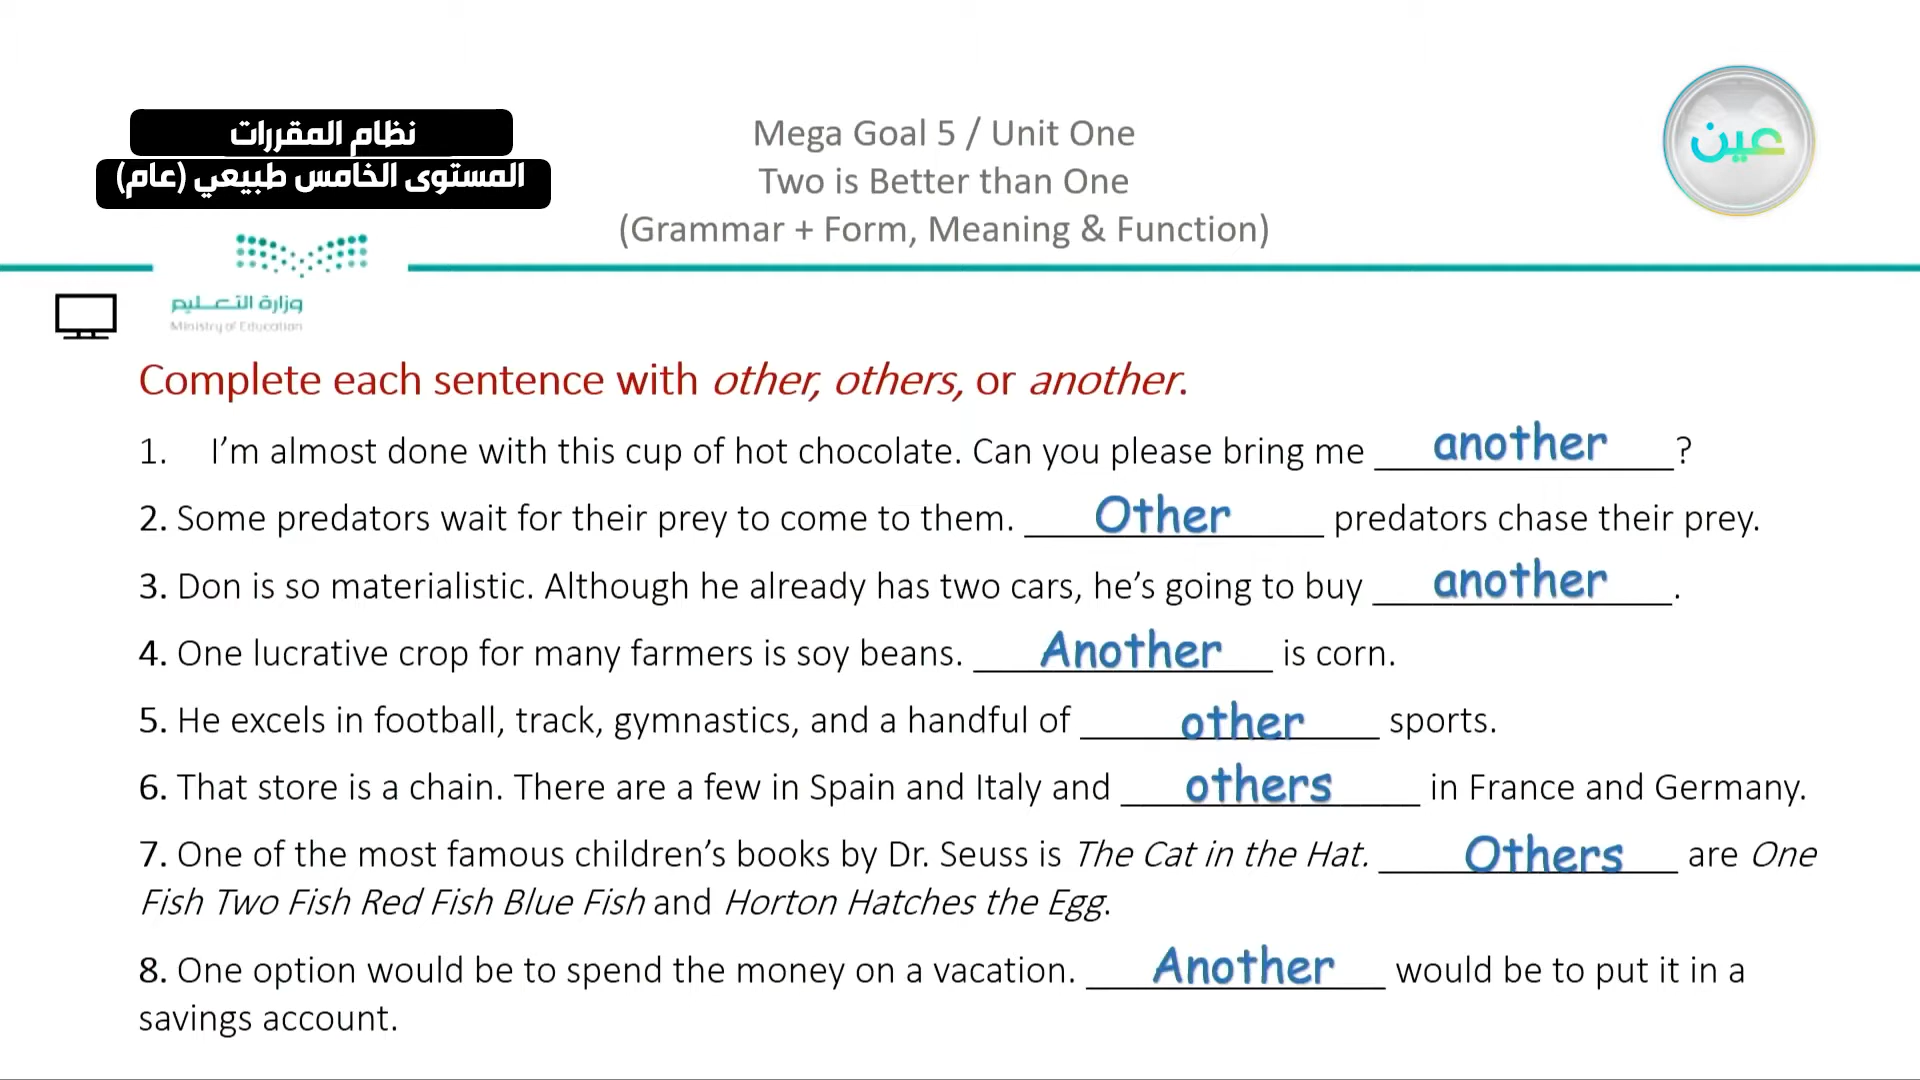 نظام المقررات
المستوى الخامس طبيعي (عام)
Mega Goal 5 / Unit One
Two is Better than One
(Grammar + Form, Meaning & Function)
عين
وزارة التعليم
Ministry of Education
Complete each sentence with other, others, or another.
1. I’m almost done with this cup of hot chocolate. Can you please bring me another?
2. Some predators wait for their prey to come to them. Other predators chase their prey.
3. Don is so materialistic. Although he already has two cars, he’s going to buy another.
4. One lucrative crop for many farmers is soy beans. Another is corn.
5. He excels in football, track, gymnastics, and a handful of other sports.
6. That store is a chain. There are a few in Spain and Italy and others in France and Germany.
7. One of the most famous children’s books by Dr. Seuss is The Cat in the Hat. Others are One
Fish Two Fish Red Fish Blue Fish and Horton Hatches the Egg.
8. One option would be to spend the money on a vacation. Another would be to put it in a
savings account.